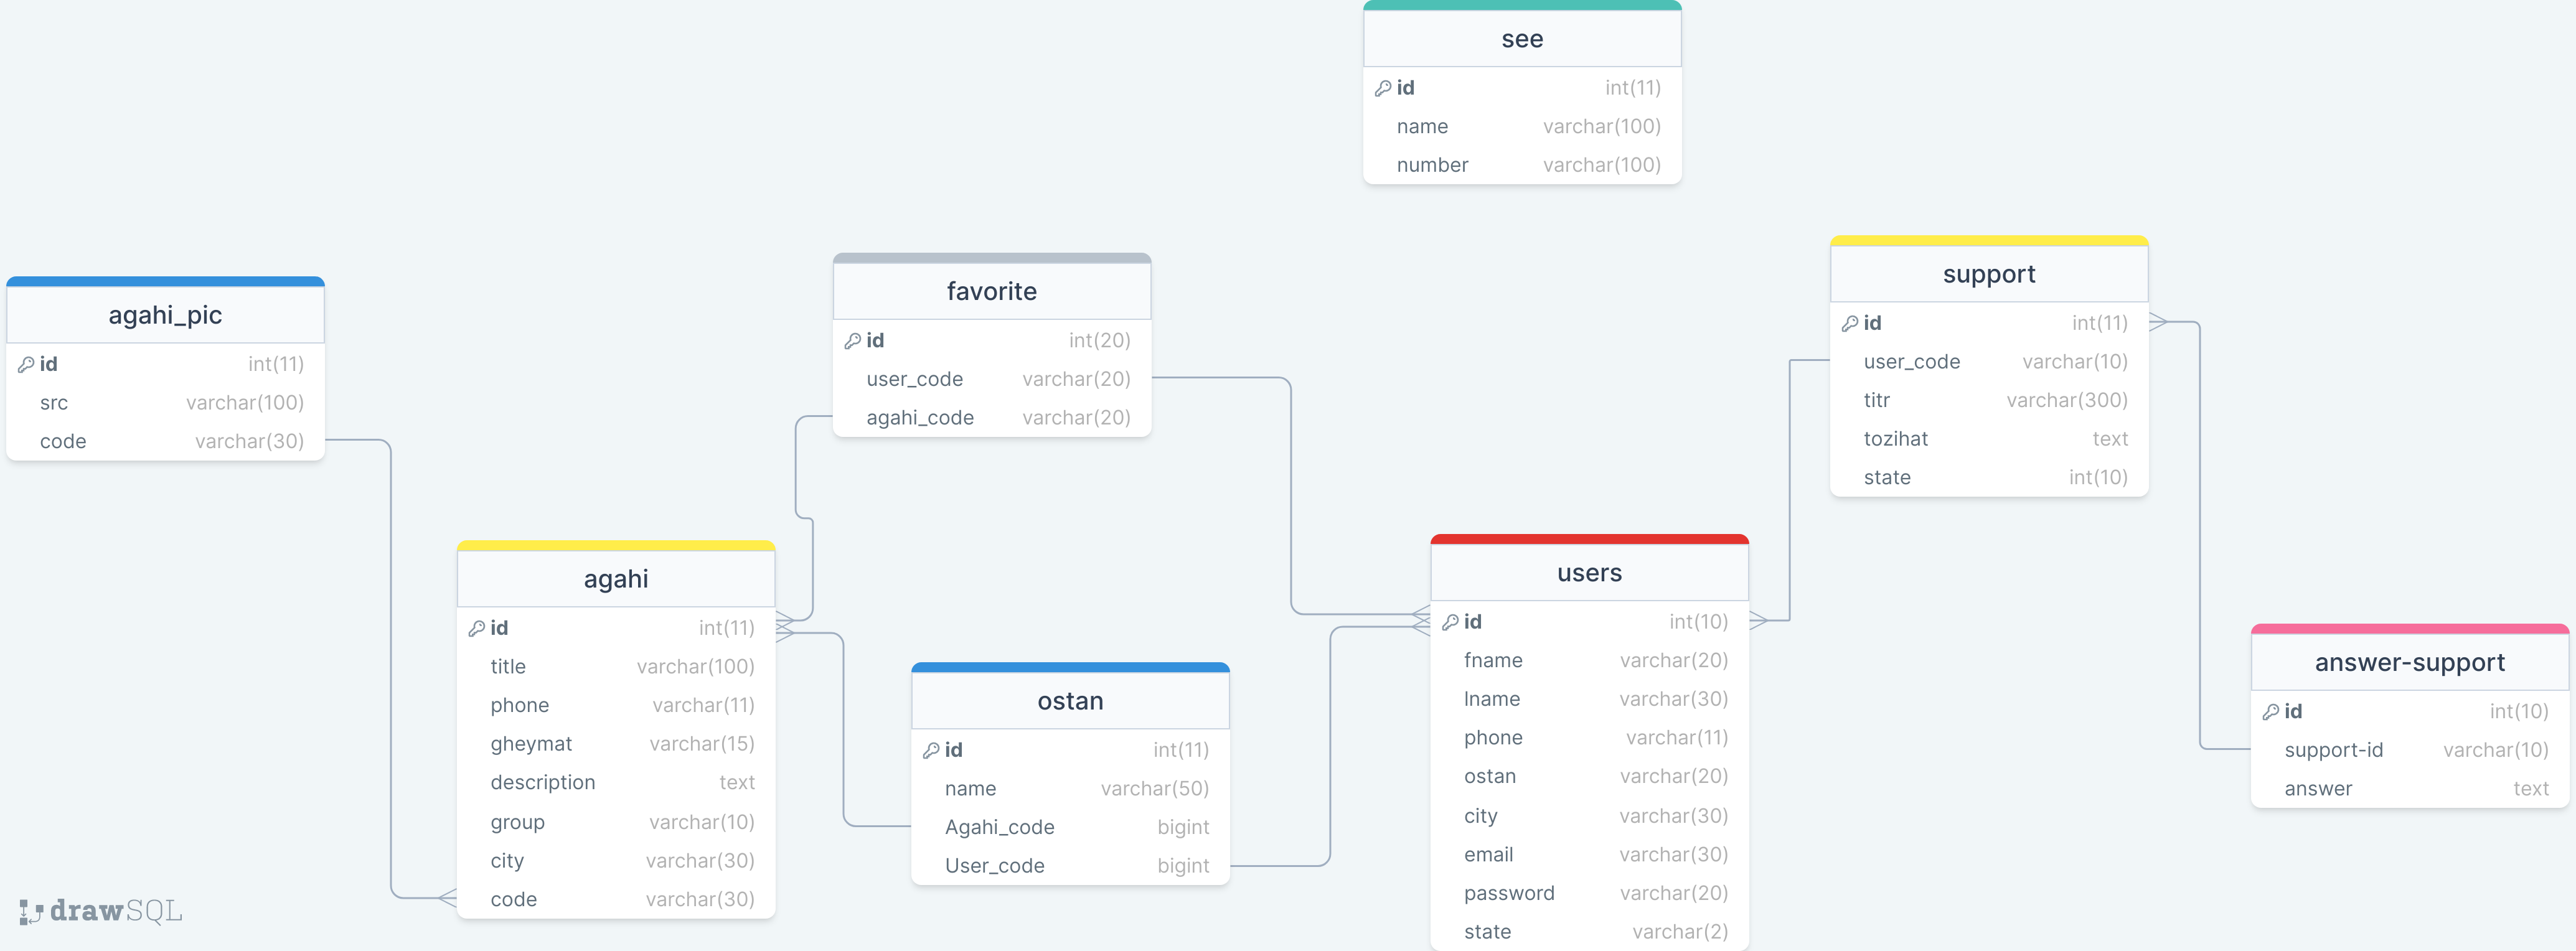 see
id int(11)
name varchar(100)
number varchar(100)
agahi_pic
id int(11)
src varchar(100)
code varchar(30)
favorite
id int(20)
user_code varchar(20)
agahi_code varchar(20)
support
id int(11)
user_code varchar(10)
titr varchar(300)
tozihat text
state int(10)
agahi
id int(11)
title varchar(100)
phone varchar(11)
gheymat varchar(15)
description text
group varchar(10)
city varchar(30)
code varchar(30)
ostan
id int(11)
name varchar(50)
Agahi_code bigint
User_code bigint
users
id int(10)
fname varchar(20)
lname varchar(30)
phone varchar(11)
ostan varchar(20)
city varchar(30)
email varchar(30)
password varchar(20)
state varchar(2)
answer-support
id int(10)
support-id varchar(10)
answer text
drawSQL